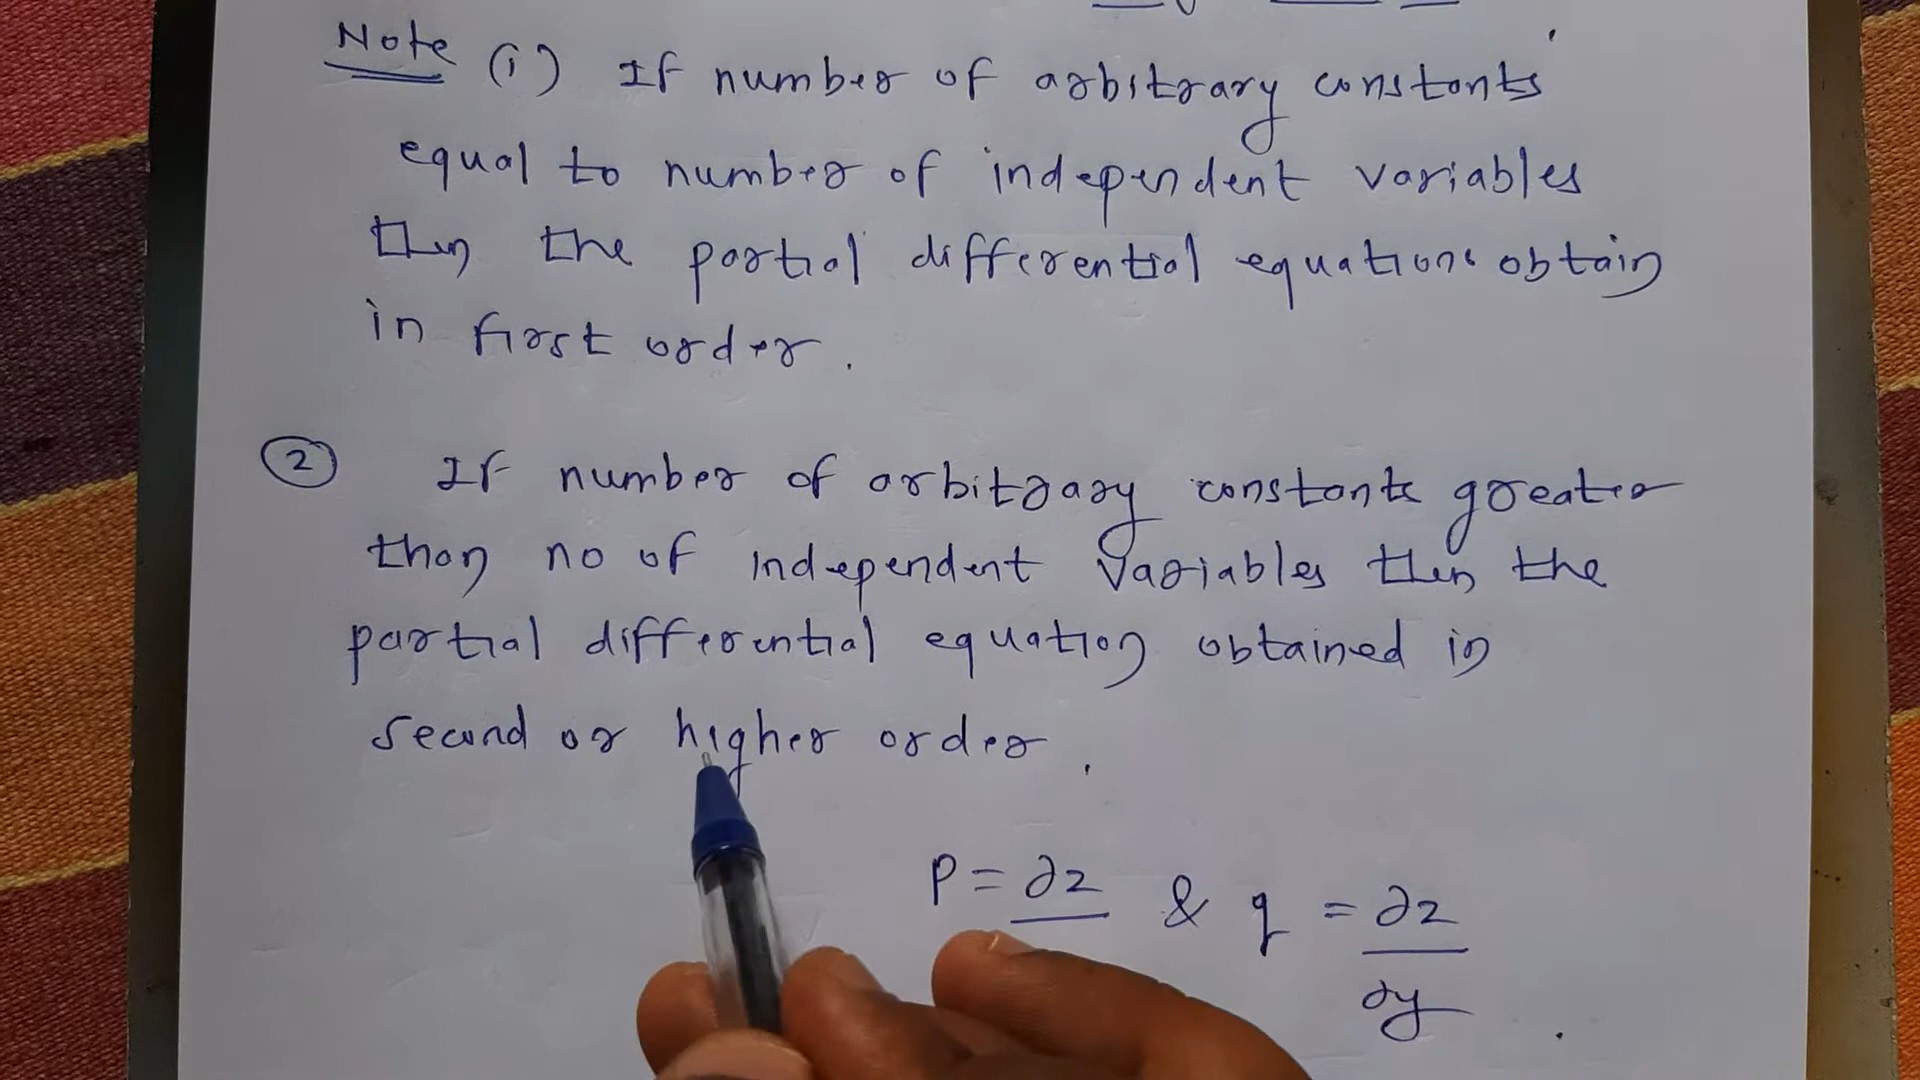 Note (i) If number of arbitrary constants
equal to number of independent variables
then the partial differential equations obtain
in first order.
② If number of arbitrary constants greater
than no of independent variables then the
partial differential equation obtained in
second or higher order.
P = ∂z & q = ∂z
∂y